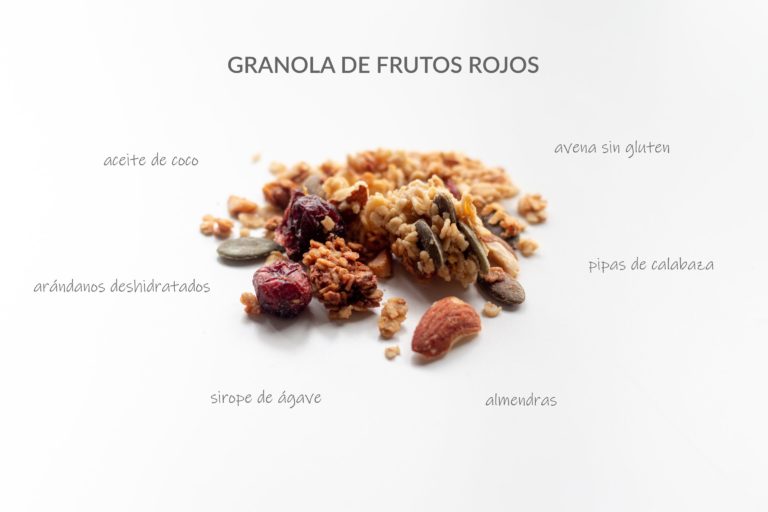 GRANOLA DE FRUTOS ROJOS
aceite de coco
avena sin gluten
arándanos deshidratados
pipas de calabaza
sirope de ágave
almendras